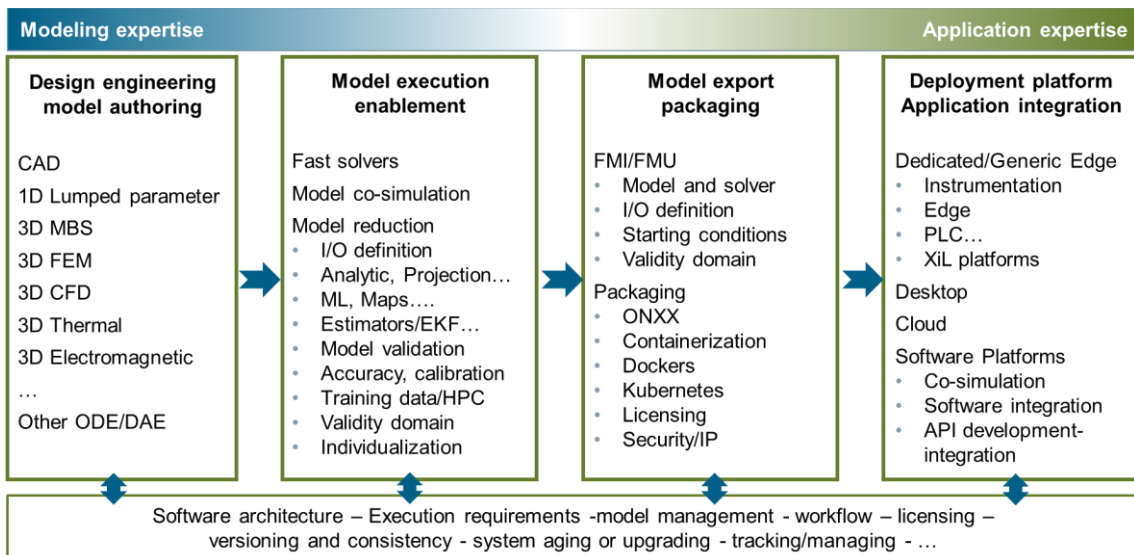 Modeling expertise
Application expertise
Design engineering
model authoring
CAD
1D Lumped parameter
3D MBS
3D FEM
3D CFD
3D Thermal
3D Electromagnetic
…
Other ODE/DAE
Model execution
enablement
Fast solvers
Model co-simulation
Model reduction
• I/O definition
• Analytic, Projection…
• ML, Maps….
• Estimators/EKF…
• Model validation
• Accuracy, calibration
• Training data/HPC
• Validity domain
• Individualization
Model export
packaging
FMI/FMU
• Model and solver
• I/O definition
• Starting conditions
• Validity domain
Packaging
• ONXX
• Containerization
• Dockers
• Kubernetes
• Licensing
• Security/IP
Deployment platform
Application integration
Dedicated/Generic Edge
• Instrumentation
• Edge
• PLC…
• XiL platforms
Desktop
Cloud
Software Platforms
• Co-simulation
• Software integration
• API development-
integration
Software architecture – Execution requirements -model management - workflow – licensing –
versioning and consistency - system aging or upgrading - tracking/managing - …